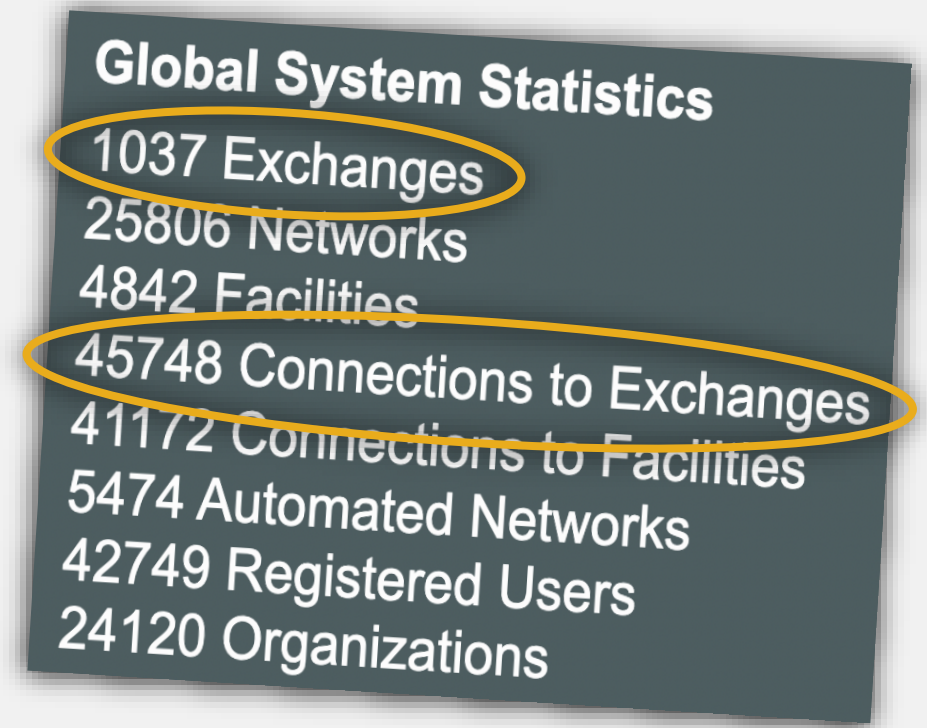 Global System Statistics
1037 Exchanges
25806 Networks
4842 Facilities
45748 Connections to Exchanges
41172 Connections to Facilities
5474 Automated Networks
42749 Registered Users
24120 Organizations